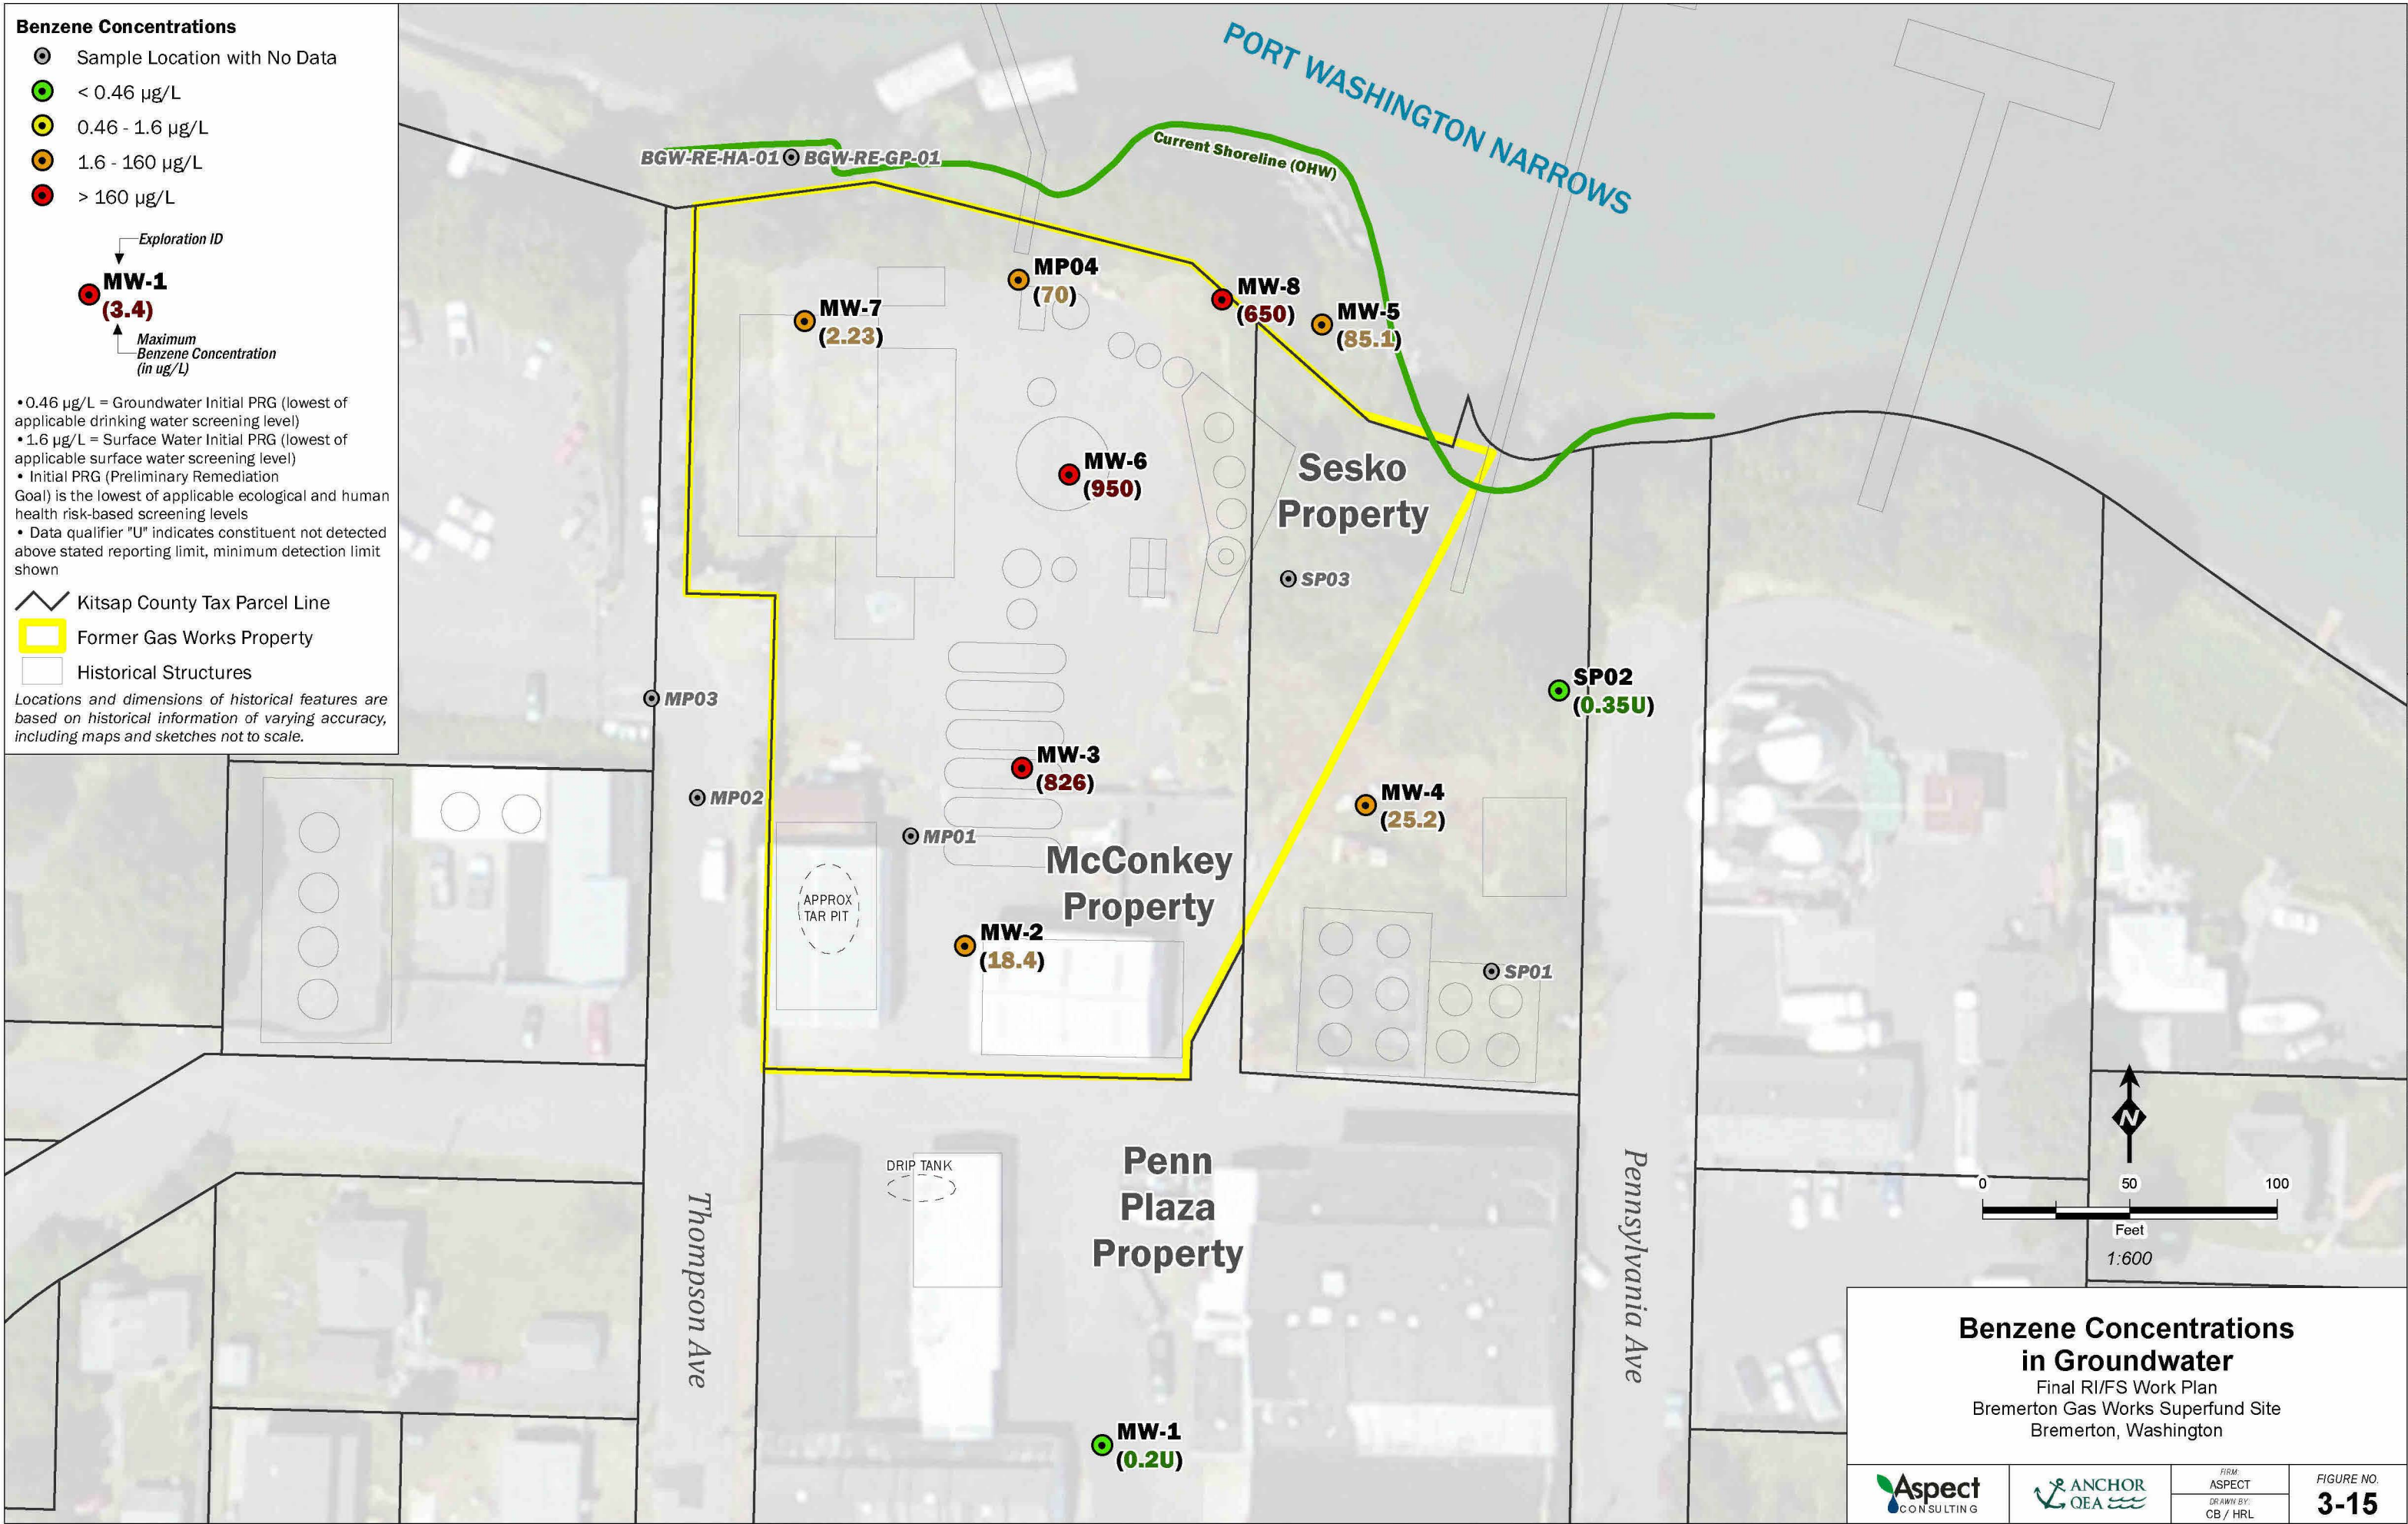 Benzene Concentrations
Sample Location with No Data
< 0.46 µg/L
0.46 - 1.6 µg/L
1.6 - 160 µg/L
> 160 µg/L
Exploration ID
MW-1
(3.4)
Maximum
Benzene Concentration
(in ug/L)
•0.46 µg/L = Groundwater Initial PRG (lowest of
applicable drinking water screening level)
•1.6 µg/L = Surface Water Initial PRG (lowest of
applicable surface water screening level)
• Initial PRG (Preliminary Remediation
Goal) is the lowest of applicable ecological and human
health risk-based screening levels
• Data qualifier "U" indicates constituent not detected
above stated reporting limit, minimum detection limit
shown
Kitsap County Tax Parcel Line
Former Gas Works Property
Historical Structures
Locations and dimensions of historical features are
based on historical information of varying accuracy,
including maps and sketches not to scale.
PORT WASHINGTON NARROWS
Current Shoreline (OHW)
BGW-RE-HA-01
BGW-RE-GP-01
MP04
(70)
MW-8
(650)
MW-7
(2.23)
MW-5
(85.1)
MW-6
(950)
Sesko
Property
SP03
SP02
(0.35U)
MP03
MW-3
(826)
MP02
MW-4
(25.2)
MP01
McConkey
Property
APPROX
TAR PIT
MW-2
(18.4)
SP01
DRIP TANK
Penn
Plaza
Property
Thompson Ave
Pennsylvania Ave
MW-1
(0.2U)
N
0 50 100
Feet
1:600
Benzene Concentrations
in Groundwater
Final RI/FS Work Plan
Bremerton Gas Works Superfund Site
Bremerton, Washington
Aspect
CONSULTING
ANCHOR
QEA
FIRM:
ASPECT
DRAWN BY:
CB / HRL
FIGURE NO.
3-15